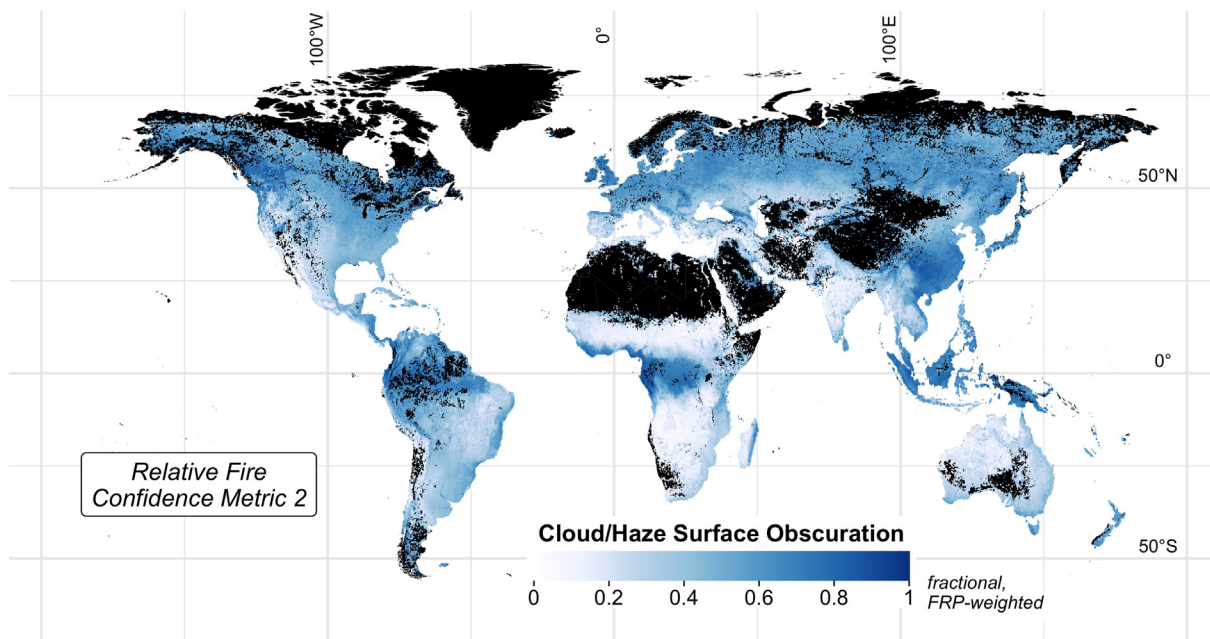 100°W
0°
100°E
50°N
0°
50°S
Relative Fire
Confidence Metric 2
Cloud/Haze Surface Obscuration
0 0.2 0.4 0.6 0.8 1
fractional,
FRP-weighted